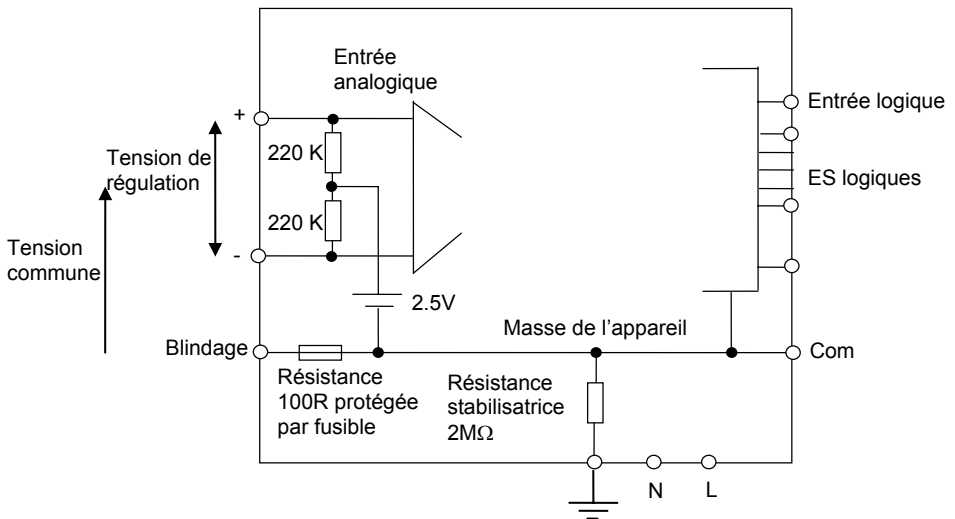 Entrée
analogique
+
220 K
Tension de
régulation
220 K
-
Tension
commune
2.5V
Entrée logique
ES logiques
Masse de l'appareil
Blindage
Com
Résistance
100R protégée
par fusible
Résistance
stabilisatrice
2MΩ
N
L